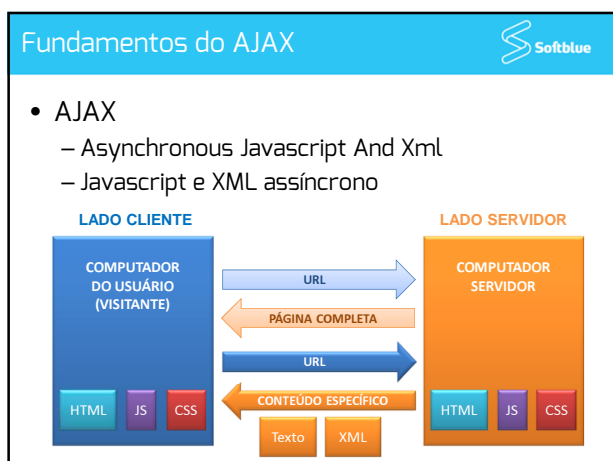 Fundamentos do AJAX
Softblue
• AJAX
– Asynchronous Javascript And Xml
– Javascript e XML assíncrono
LADO CLIENTE
LADO SERVIDOR
COMPUTADOR
DO USUÁRIO
(VISITANTE)
URL
PÁGINA COMPLETA
URL
CONTEÚDO ESPECÍFICO
COMPUTADOR
SERVIDOR
HTML
JS
CSS
Texto
XML
HTML
JS
CSS